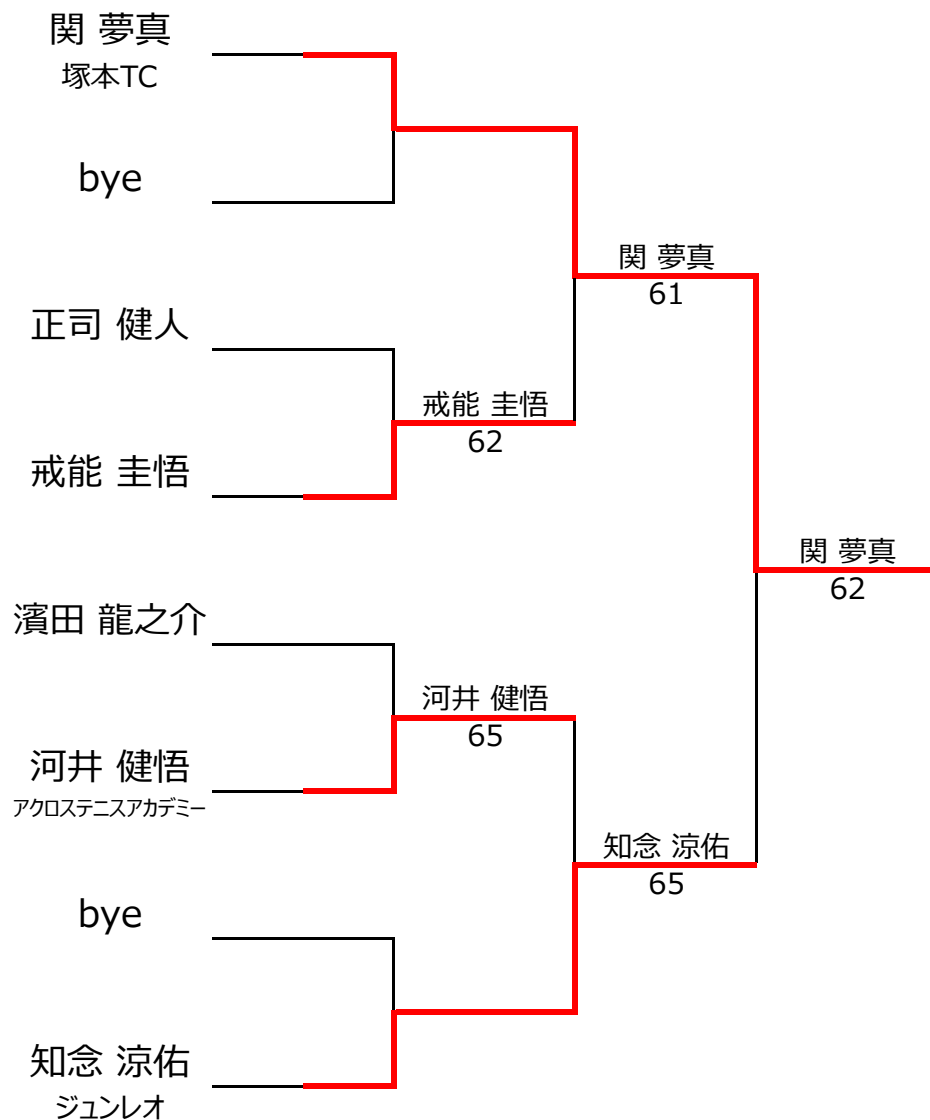 関 夢真
塚本TC
bye
関 夢真
61
正司 健人
戒能 圭悟
62
戒能 圭悟
関 夢真
62
濱田 龍之介
河井 健悟
65
河井 健悟
アクロステニスアカデミー
知念 涼佑
65
bye
知念 涼佑
ジュンレオ